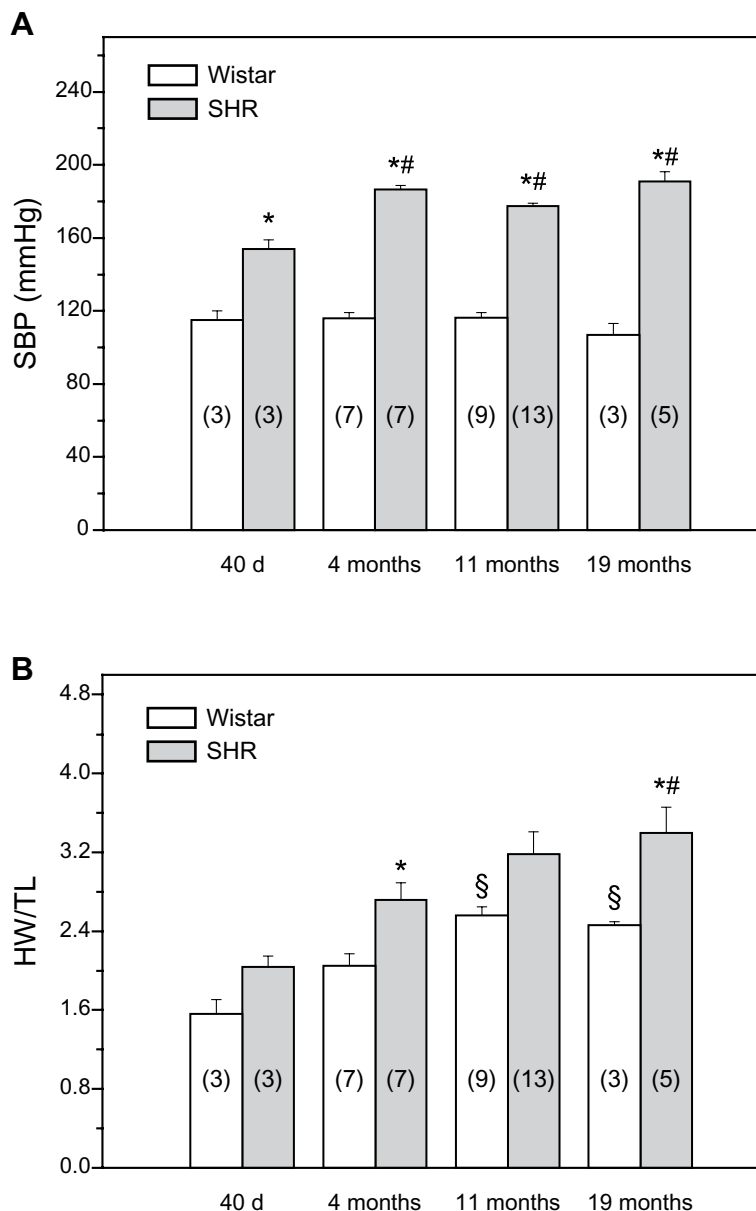 A
Wistar
SHR
240
200
160
120
80
40
0
SBP (mmHg)
*
*#
*#
*#
(3) (3) (7) (7) (9) (13) (3) (5)
40 d 4 months 11 months 19 months
B
Wistar
SHR
4.8
4.0
3.2
2.4
1.6
0.8
0.0
HW/TL
*
§
§
*#
(3) (3) (7) (7) (9) (13) (3) (5)
40 d 4 months 11 months 19 months